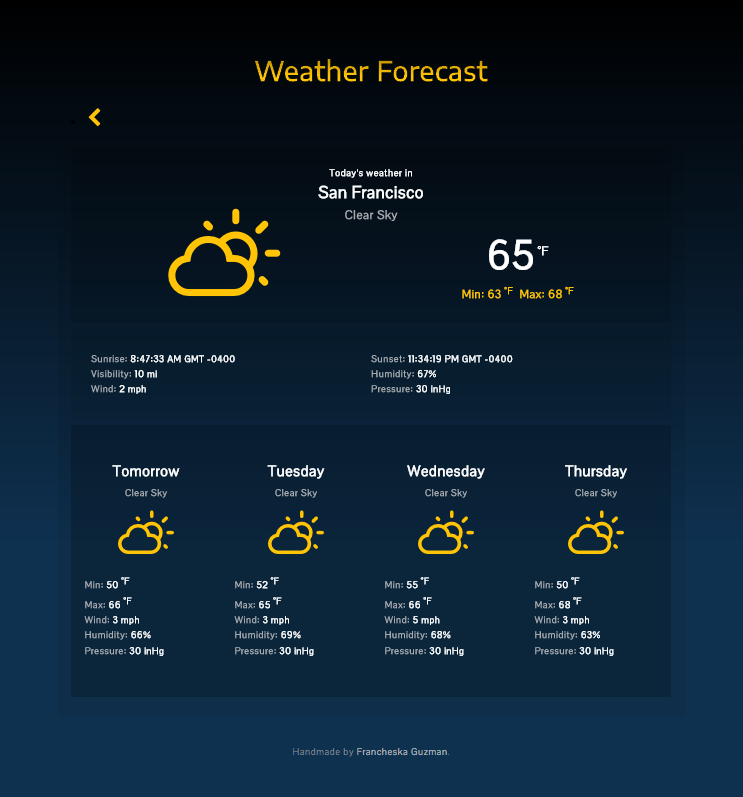 Weather Forecast
Today's weather in
San Francisco
Clear Sky
65 °F
Min: 63 °F Max: 68 °F
Sunrise: 8:47:33 AM GMT -0400
Visibility: 10 mi
Wind: 2 mph
Sunset: 11:34:19 PM GMT -0400
Humidity: 67%
Pressure: 30 inHg
Tomorrow
Clear Sky
Min: 50 °F
Max: 66 °F
Wind: 3 mph
Humidity: 66%
Pressure: 30 inHg
Tuesday
Clear Sky
Min: 52 °F
Max: 65 °F
Wind: 3 mph
Humidity: 69%
Pressure: 30 inHg
Wednesday
Clear Sky
Min: 55 °F
Max: 66 °F
Wind: 5 mph
Humidity: 68%
Pressure: 30 inHg
Thursday
Clear Sky
Min: 50 °F
Max: 68 °F
Wind: 3 mph
Humidity: 63%
Pressure: 30 inHg
Handmade by Francheska Guzman.